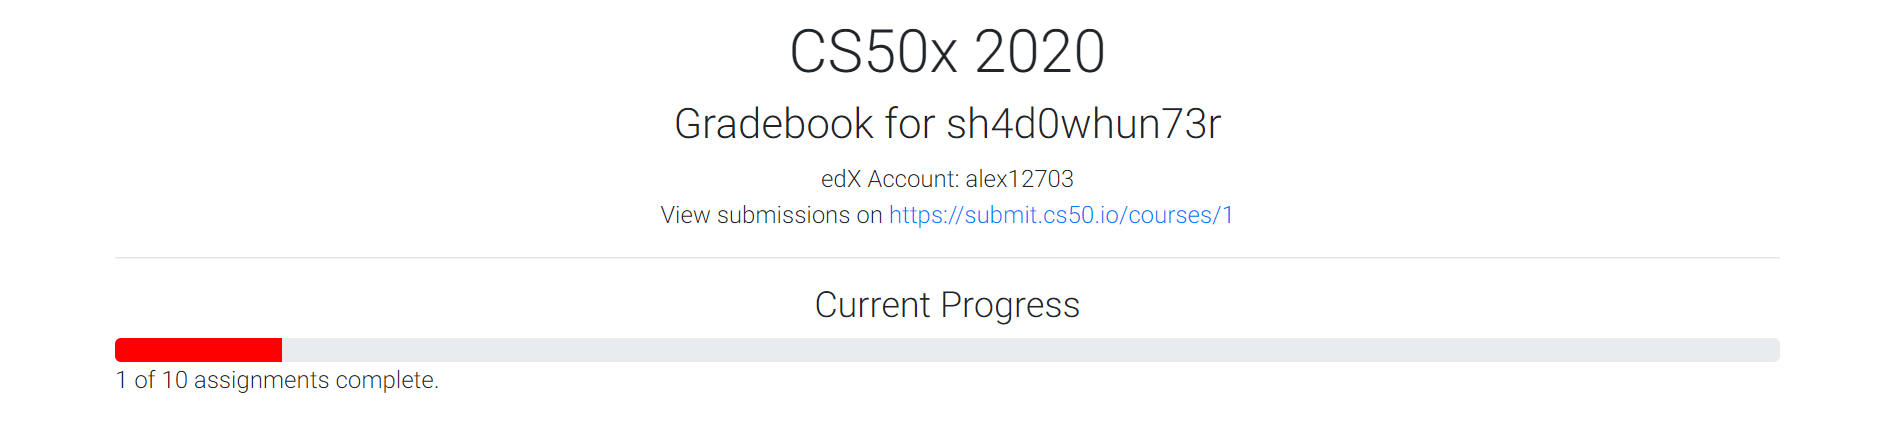 CS50x 2020
Gradebook for sh4d0whun73r
edX Account: alex12703
View submissions on https://submit.cs50.io/courses/1
Current Progress
1 of 10 assignments complete.